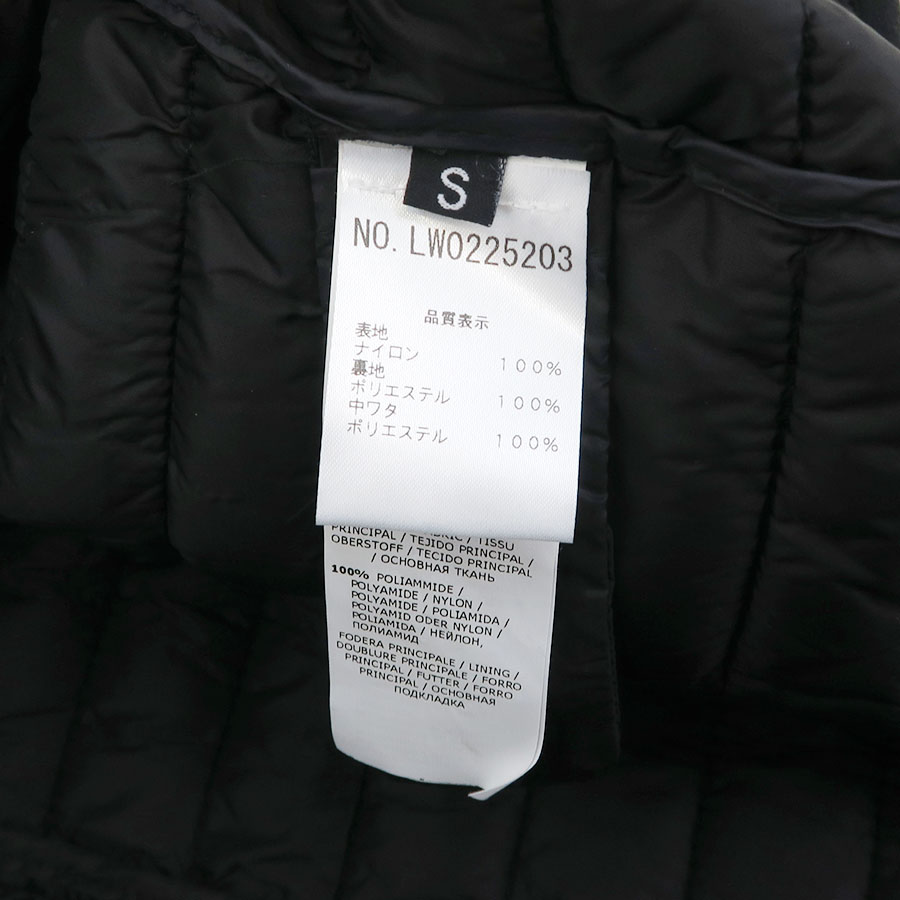 S
NO. LW0225203
品質表示
表地
ナイロン 100%
裏地
ポリエステル 100%
中ワタ
ポリエステル 100%
/ TISSU
PRINCIPAL / TEJIDO PRINCIPAL /
OBERSTOFF / TECIDO PRINCIPAL
/ ОСНОВНАЯ ТКАНЬ
100% POLIAMMIDE /
POLYAMIDE / NYLON /
POLYAMIDE / POLIAMIDA /
POLYAMID ODER NYLON /
POLIAMIDA / НЕЙЛОН,
ПОЛИАМИД
FODERA PRINCIPALE / LINING /
DOUBLURE PRINCIPALE / FORRO
PRINCIPAL / FUTTER / FORRO
PRINCIPAL / ОСНОВНАЯ
ПОДКЛАДКА